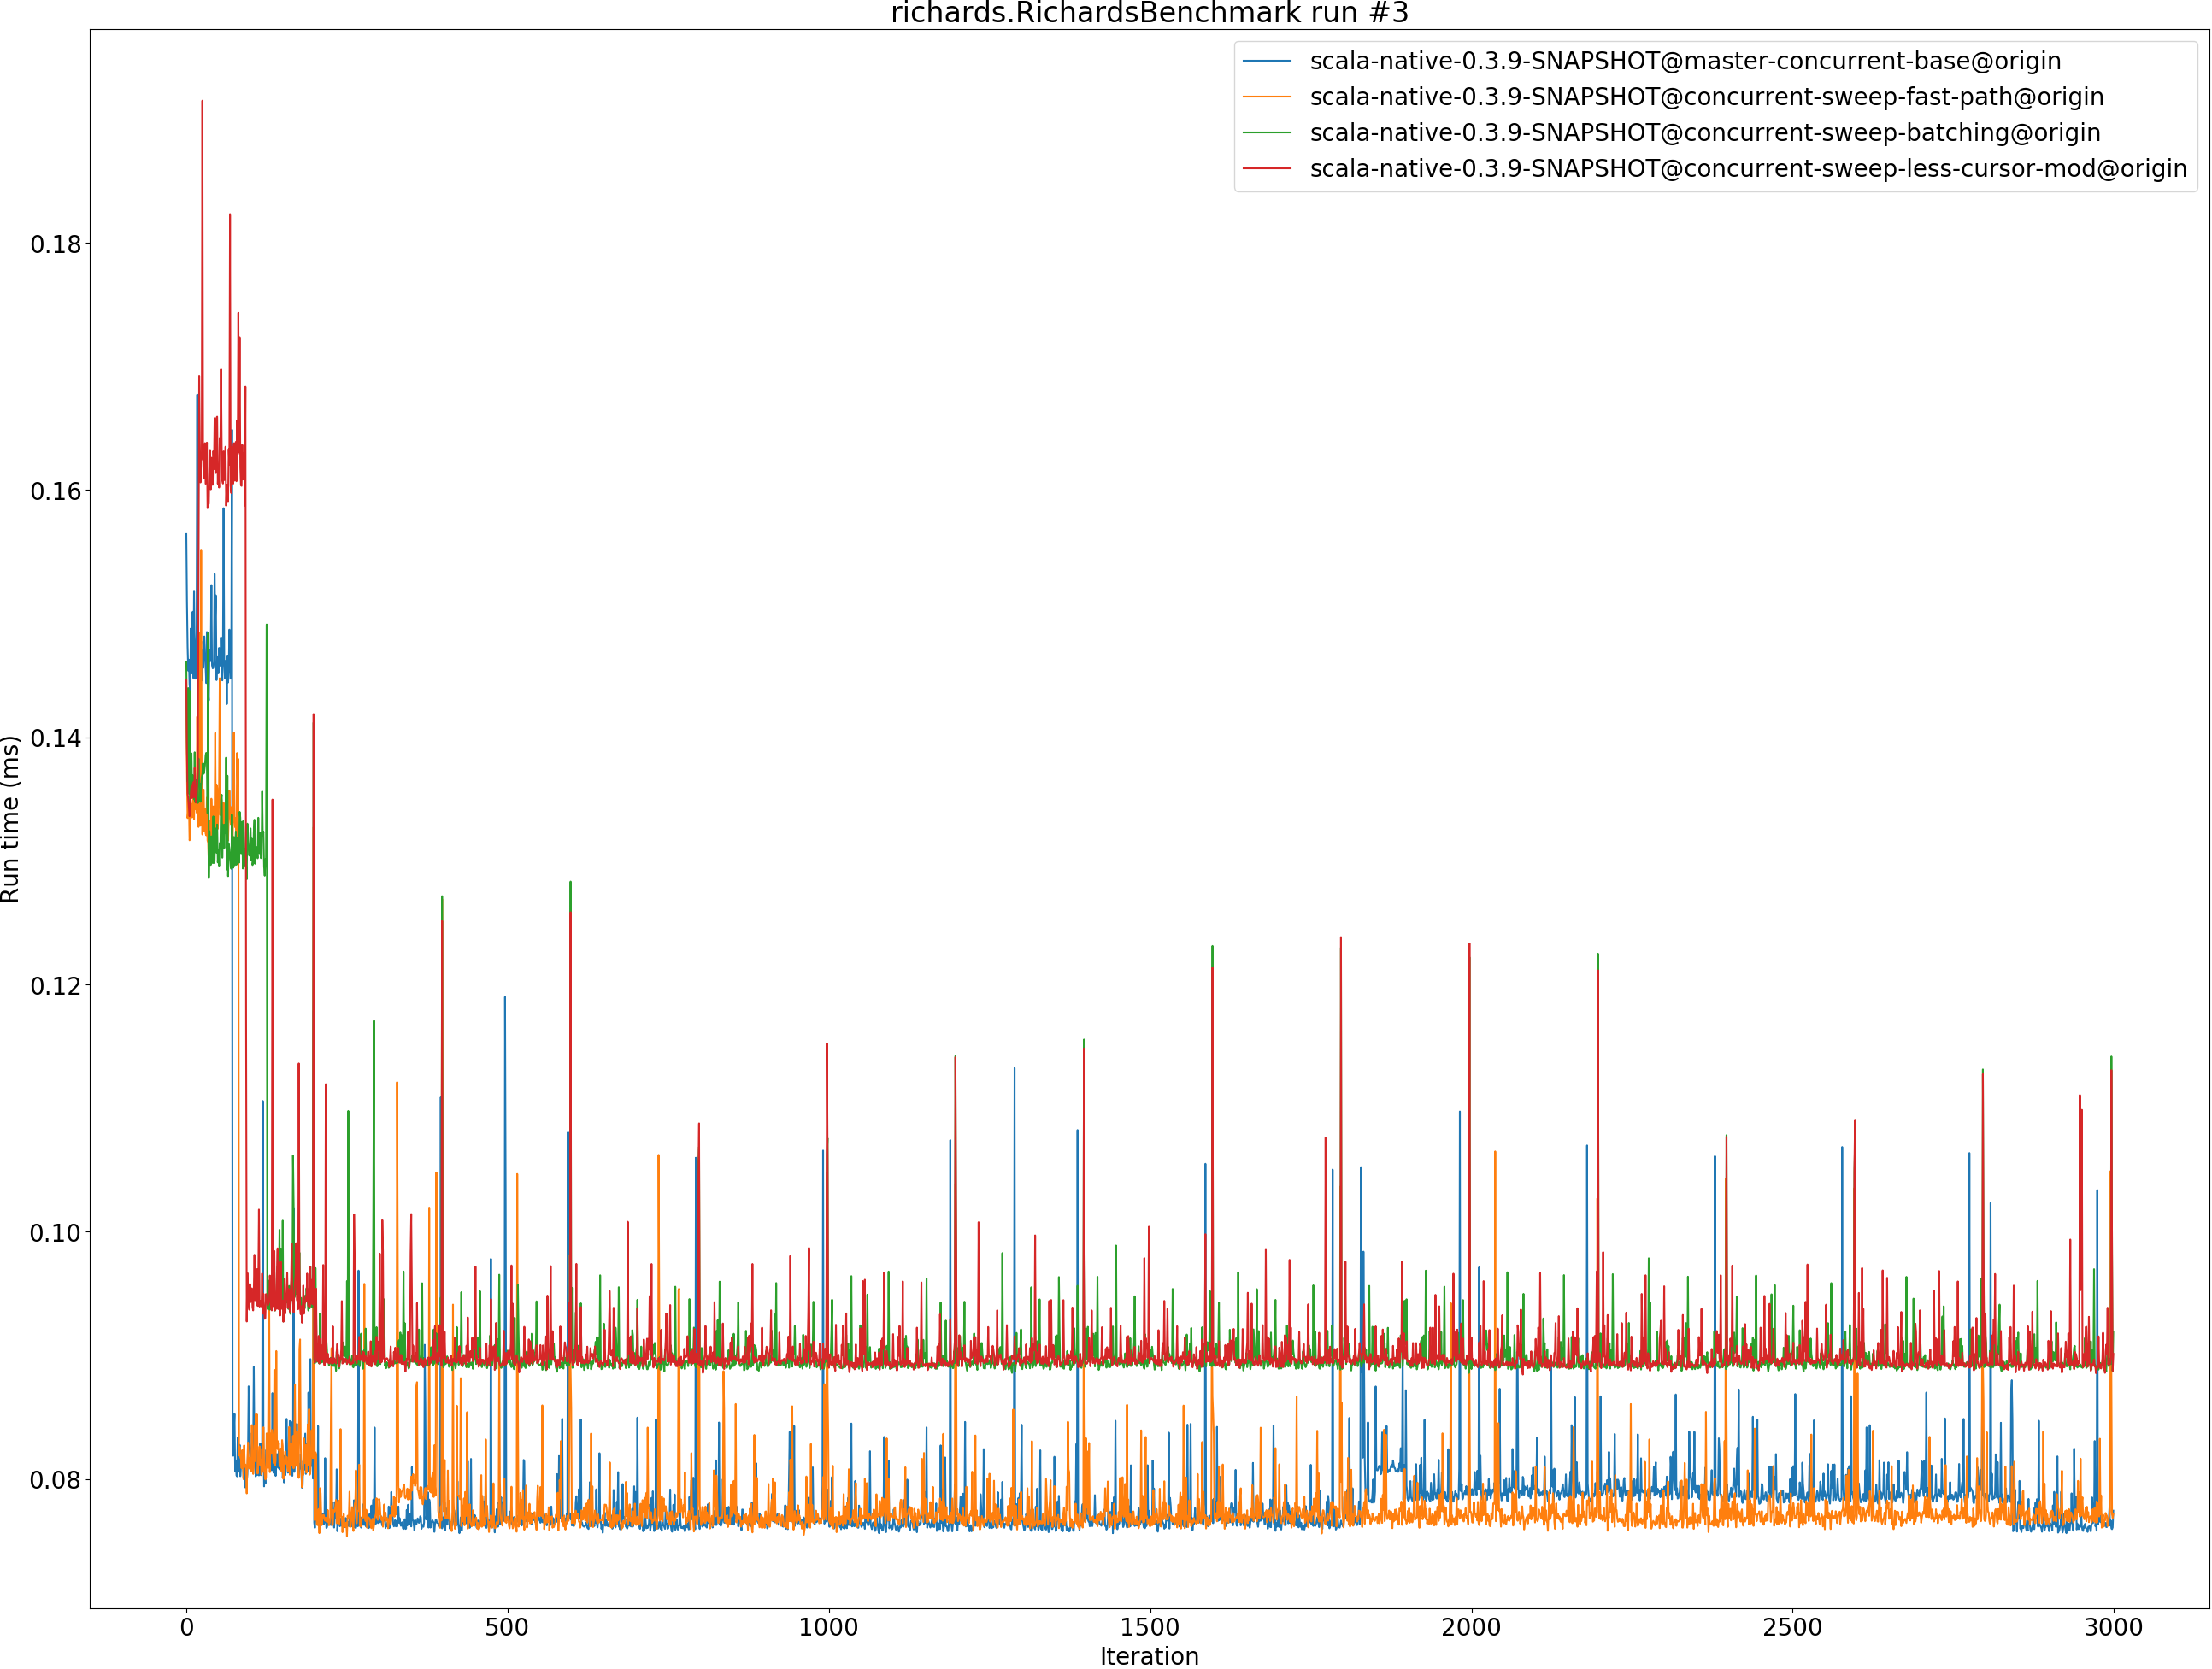 richards.RichardsBenchmark run #3
scala-native-0.3.9-SNAPSHOT@master-concurrent-base@origin
scala-native-0.3.9-SNAPSHOT@concurrent-sweep-fast-path@origin
scala-native-0.3.9-SNAPSHOT@concurrent-sweep-batching@origin
scala-native-0.3.9-SNAPSHOT@concurrent-sweep-less-cursor-mod@origin
Run time (ms)
0.18
0.16
0.14
0.12
0.10
0.08
0
500
1000
1500
2000
2500
3000
Iteration